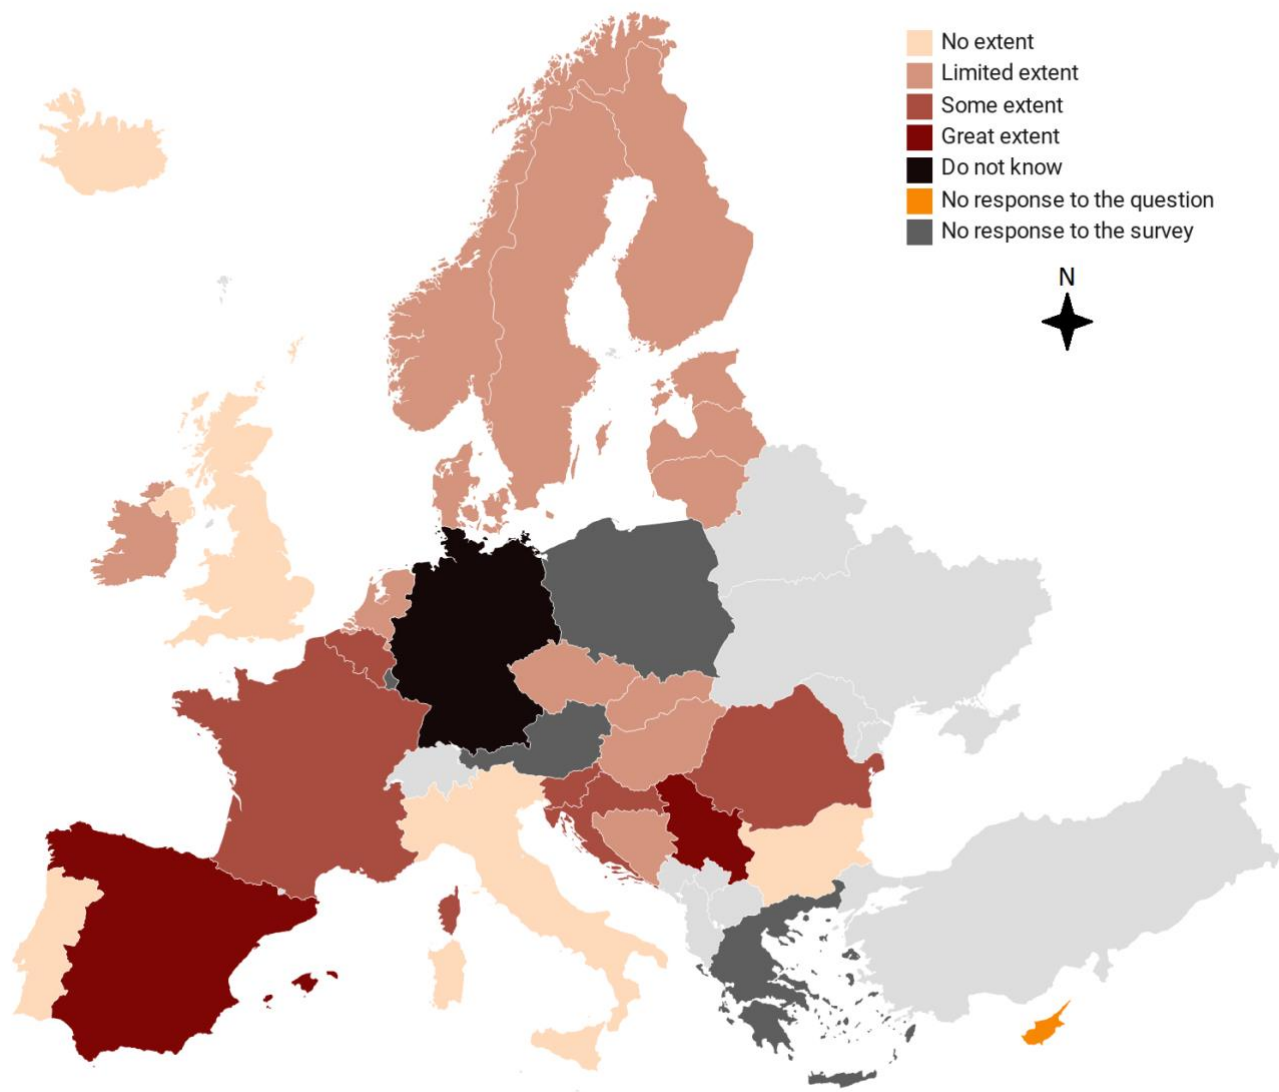 No extent
Limited extent
Some extent
Great extent
Do not know
No response to the question
No response to the survey
N